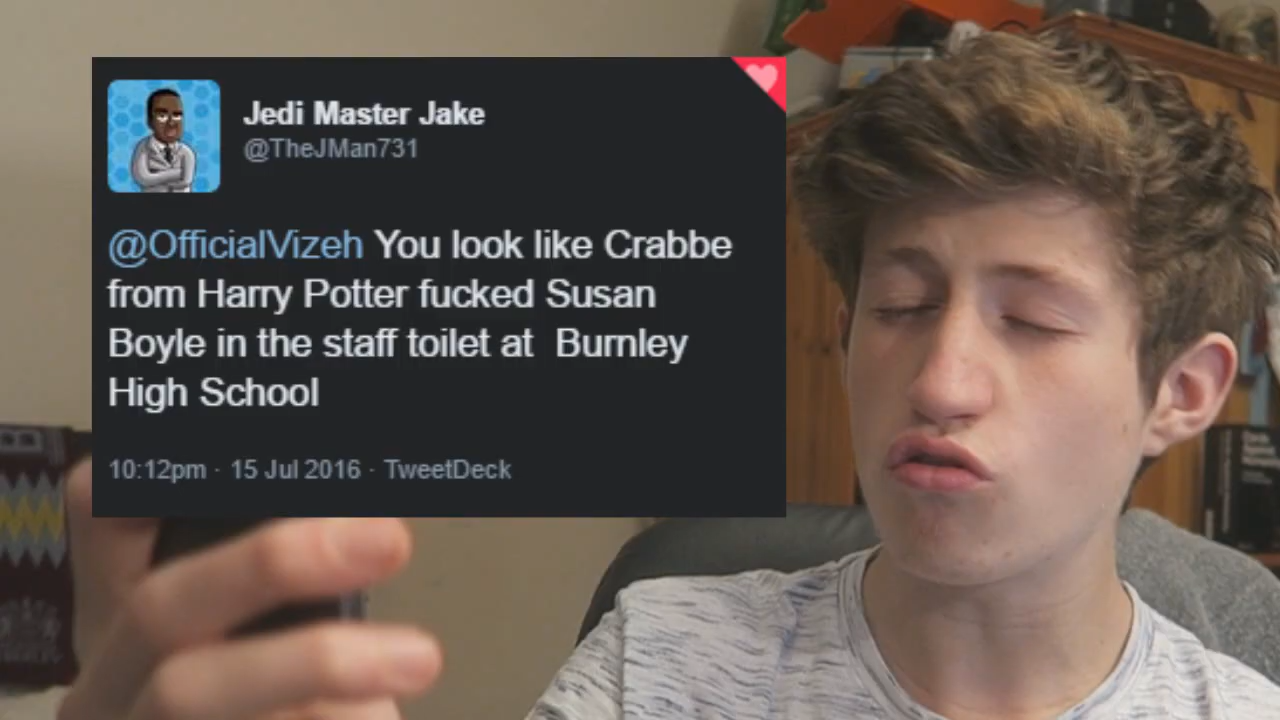 Jedi Master Jake
@TheJMan731
@OfficialVizeh You look like Crabbe
from Harry Potter fucked Susan
Boyle in the staff toilet at Burnley
High School
10:12pm · 15 Jul 2016 · TweetDeck